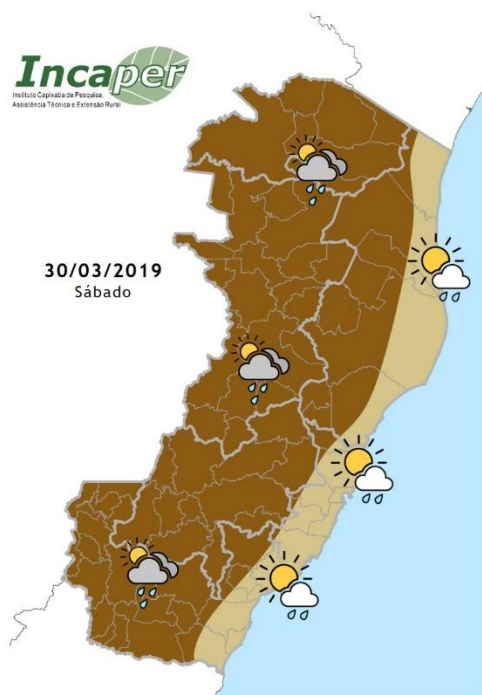 Incaper
Instituto Capixaba de Pesquisa,
Assistência Técnica e Extensão Rural
30/03/2019
Sábado